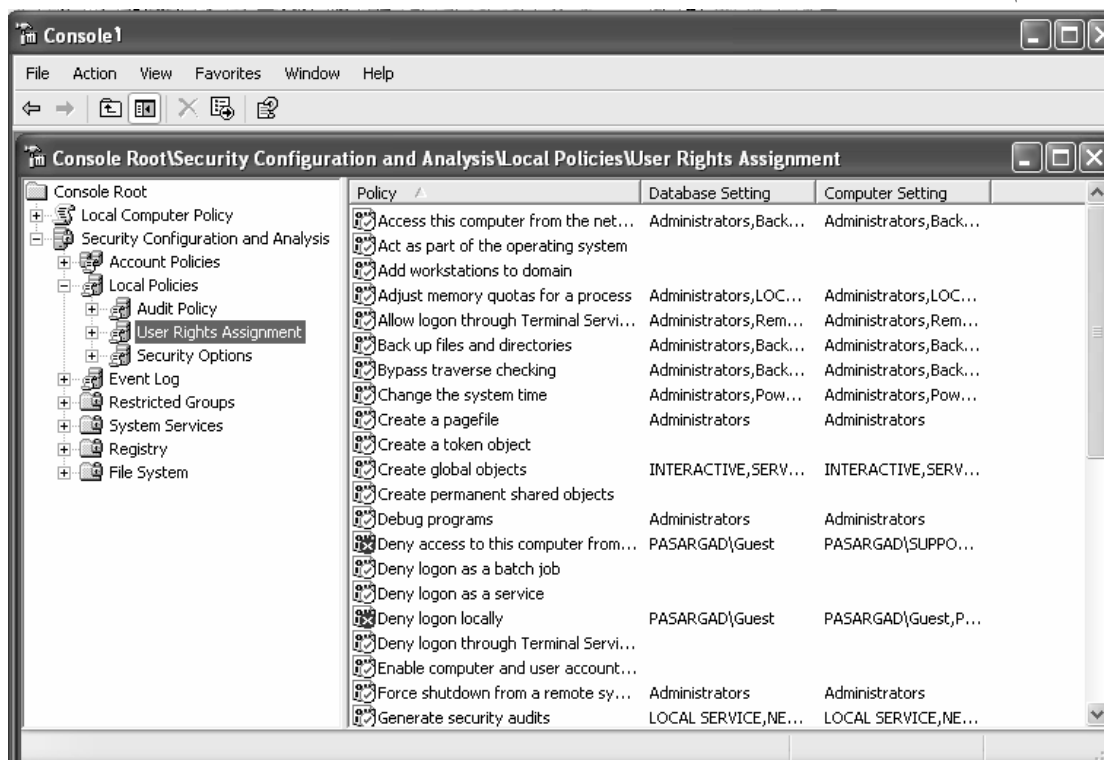 Console1
File Action View Favorites Window Help
Console Root\Security Configuration and Analysis\Local Policies\User Rights Assignment
Console Root
Local Computer Policy
Security Configuration and Analysis
Account Policies
Local Policies
Audit Policy
User Rights Assignment
Security Options
Event Log
Restricted Groups
System Services
Registry
File System
Policy Database Setting Computer Setting
Access this computer from the net... Administrators,Back... Administrators,Back...
Act as part of the operating system
Add workstations to domain
Adjust memory quotas for a process Administrators,LOC... Administrators,LOC...
Allow logon through Terminal Servi... Administrators,Rem... Administrators,Rem...
Back up files and directories Administrators,Back... Administrators,Back...
Bypass traverse checking Administrators,Back... Administrators,Back...
Change the system time Administrators,Pow... Administrators,Pow...
Create a pagefile Administrators Administrators
Create a token object
Create global objects INTERACTIVE,SERV... INTERACTIVE,SERV...
Create permanent shared objects
Debug programs Administrators Administrators
Deny access to this computer from... PASARGAD\Guest PASARGAD\SUPPO...
Deny logon as a batch job
Deny logon as a service
Deny logon locally PASARGAD\Guest PASARGAD\Guest,P...
Deny logon through Terminal Servi...
Enable computer and user account...
Force shutdown from a remote sy... Administrators Administrators
Generate security audits LOCAL SERVICE,NE... LOCAL SERVICE,NE...